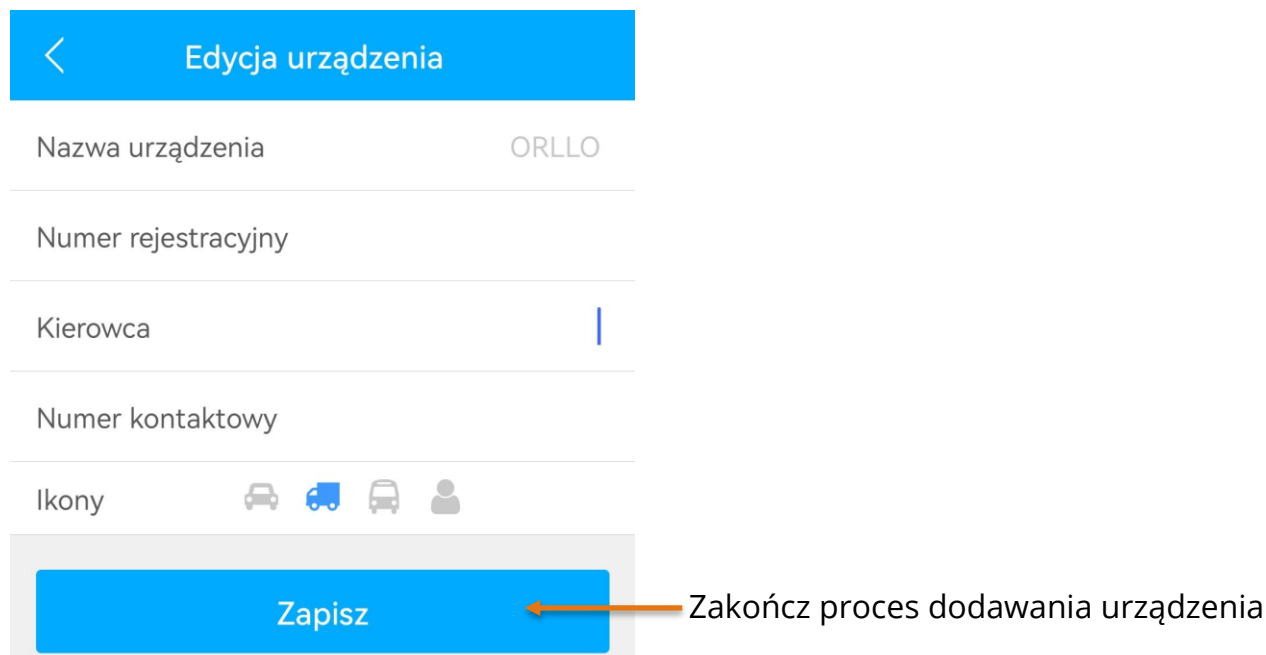 Edycja urządzenia
Nazwa urządzenia ORLLO
Numer rejestracyjny
Kierowca
Numer kontaktowy
Ikony
Zapisz
Zakończ proces dodawania urządzenia